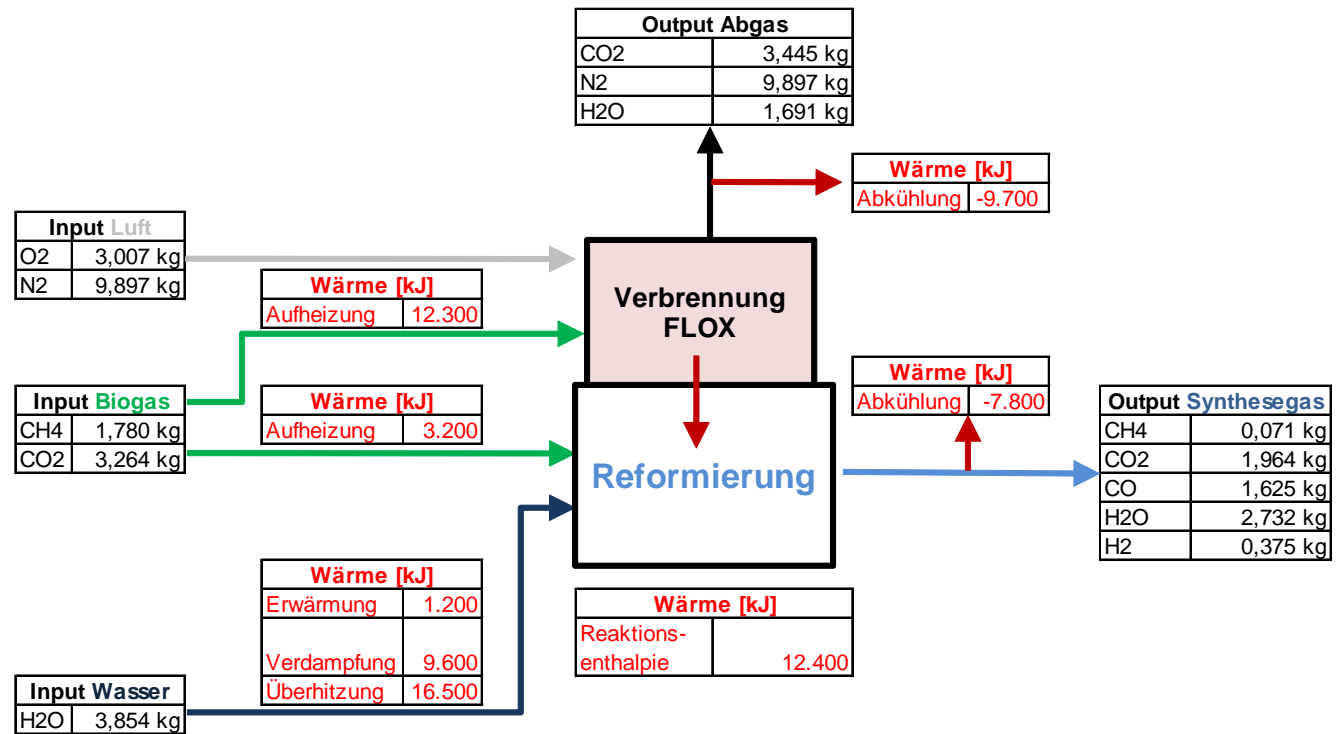 Output Abgas
CO2 3,445 kg
N2 9,897 kg
H2O 1,691 kg
Wärme [kJ]
Abkühlung -9.700
Input Luft
O2 3,007 kg
N2 9,897 kg
Wärme [kJ]
Aufheizung 12.300
Verbrennung
FLOX
Wärme [kJ]
Abkühlung -7.800
Input Biogas
CH4 1,780 kg
CO2 3,264 kg
Wärme [kJ]
Aufheizung 3.200
Reformierung
Output Synthesegas
CH4 0,071 kg
CO2 1,964 kg
CO 1,625 kg
H2O 2,732 kg
H2 0,375 kg
Wärme [kJ]
Erwärmung 1.200
Verdampfung 9.600
Überhitzung 16.500
Wärme [kJ]
Reaktions-
enthalpie 12.400
Input Wasser
H2O 3,854 kg